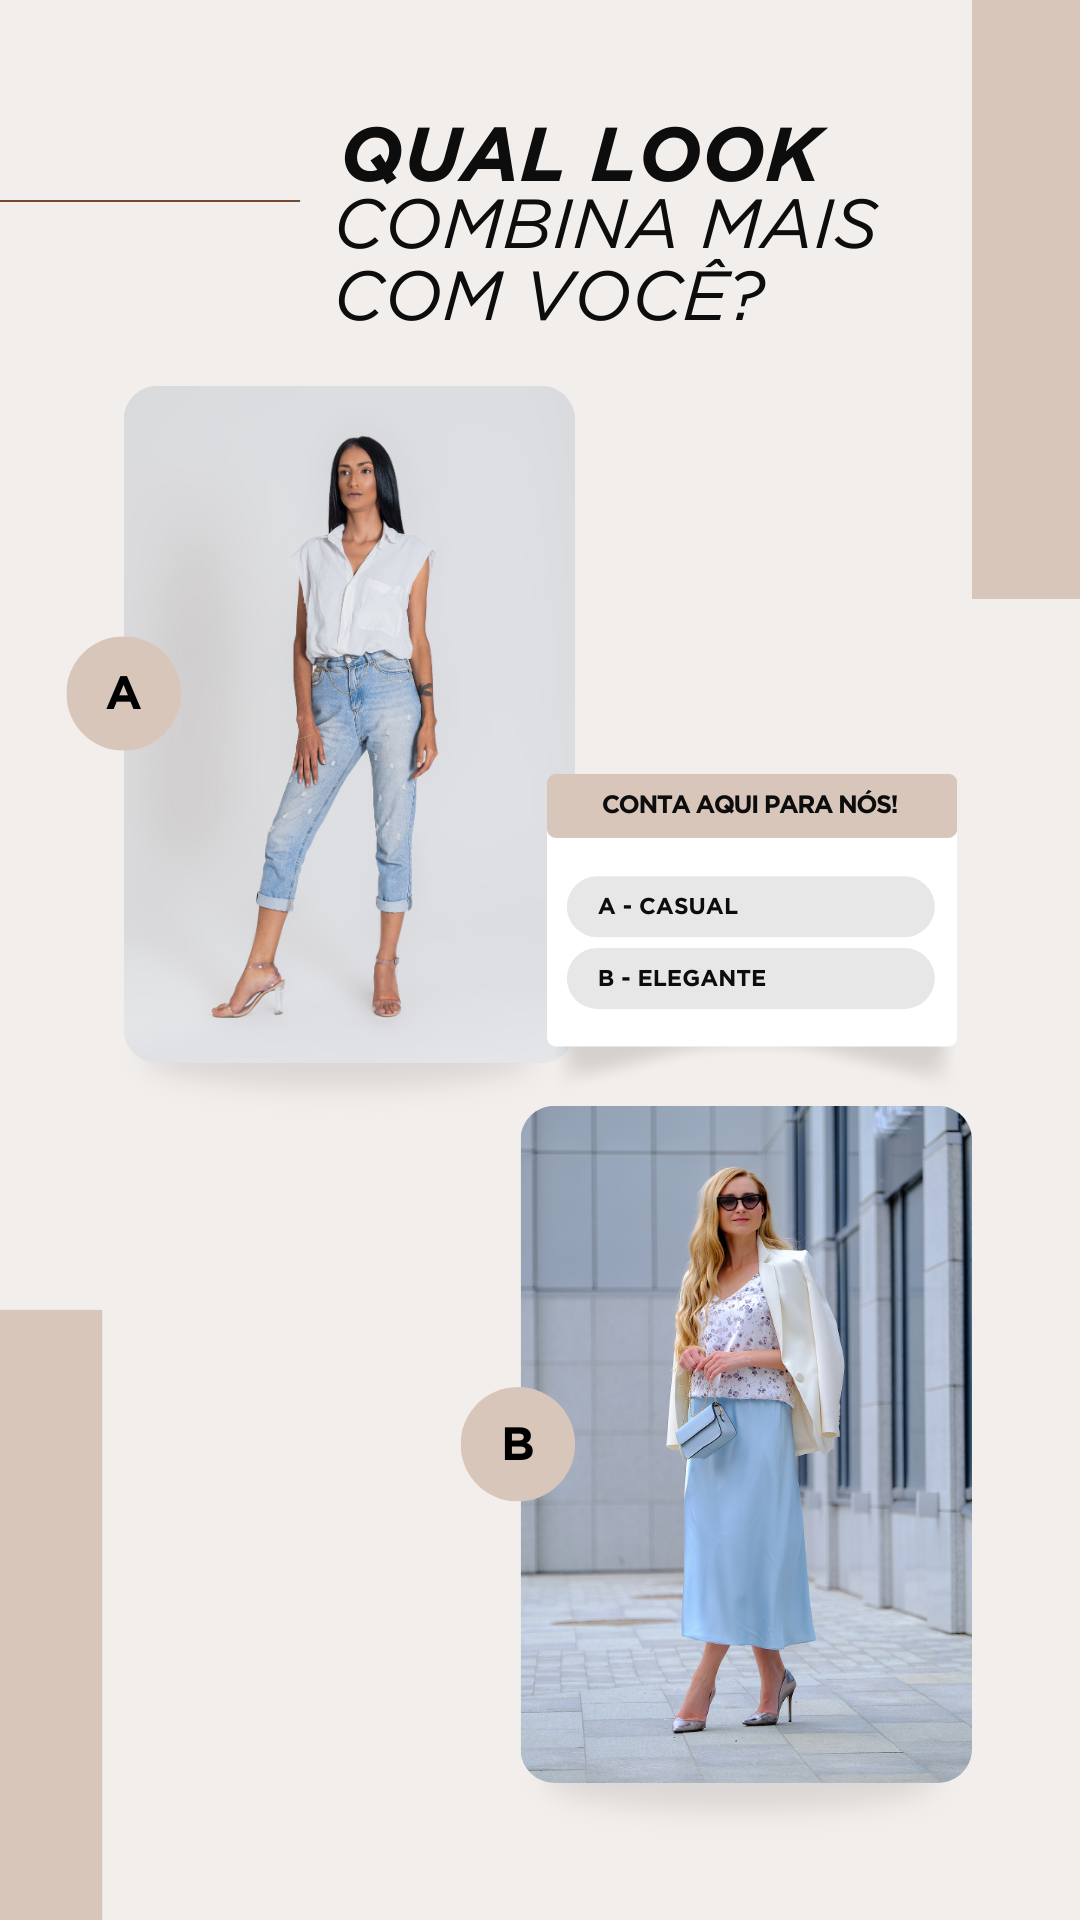 QUAL LOOK
COMBINA MAIS
COM VOCÊ?
A
CONTA AQUI PARA NÓS!
A - CASUAL
B - ELEGANTE
B